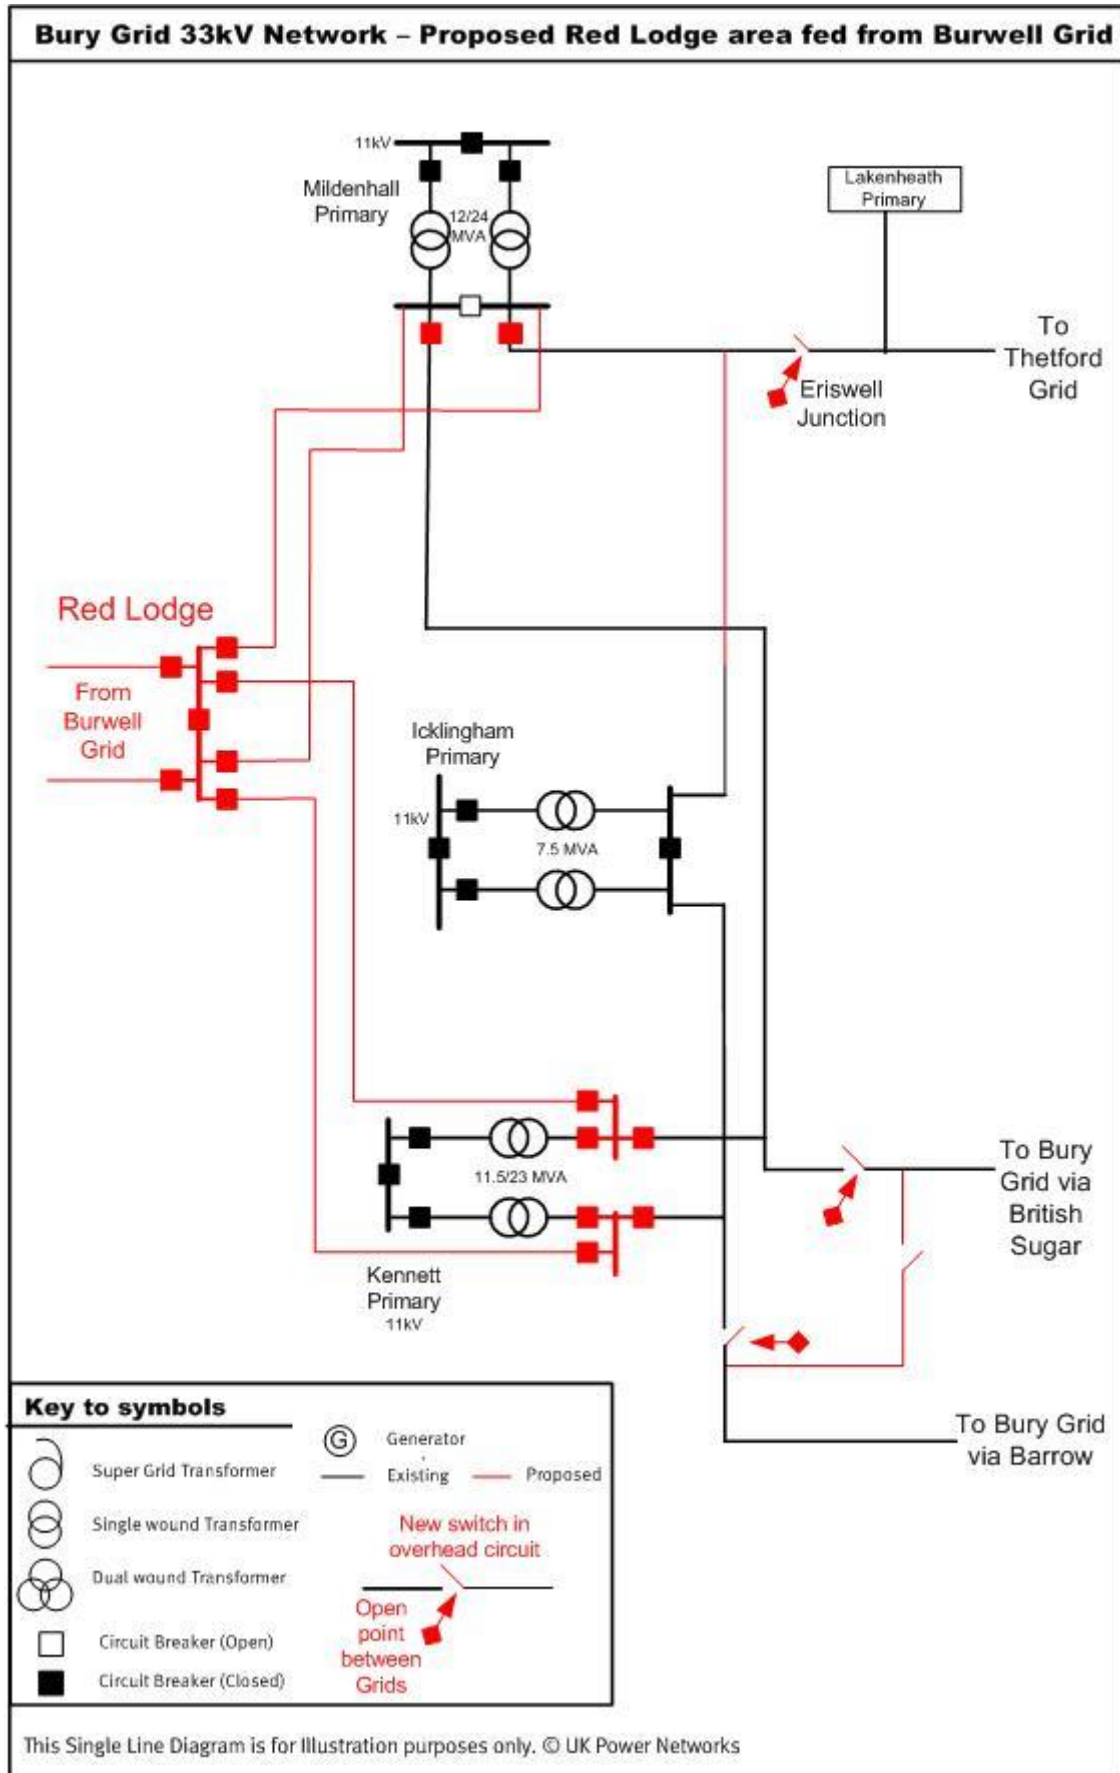 Bury Grid 33kV Network – Proposed Red Lodge area fed from Burwell Grid
11kV
Mildenhall
Primary
12/24
MVA
Lakenheath
Primary
To
Thetford
Grid
Eriswell
Junction
Red Lodge
From
Burwell
Grid
Icklingham
Primary
11kV
7.5 MVA
11.5/23 MVA
Kennett
Primary
11kV
To Bury
Grid via
British
Sugar
To Bury Grid
via Barrow
Key to symbols
Super Grid Transformer
Single wound Transformer
Dual wound Transformer
Circuit Breaker (Open)
Circuit Breaker (Closed)
G Generator
Existing
Proposed
New switch in
overhead circuit
Open
point
between
Grids
This Single Line Diagram is for Illustration purposes only. © UK Power Networks